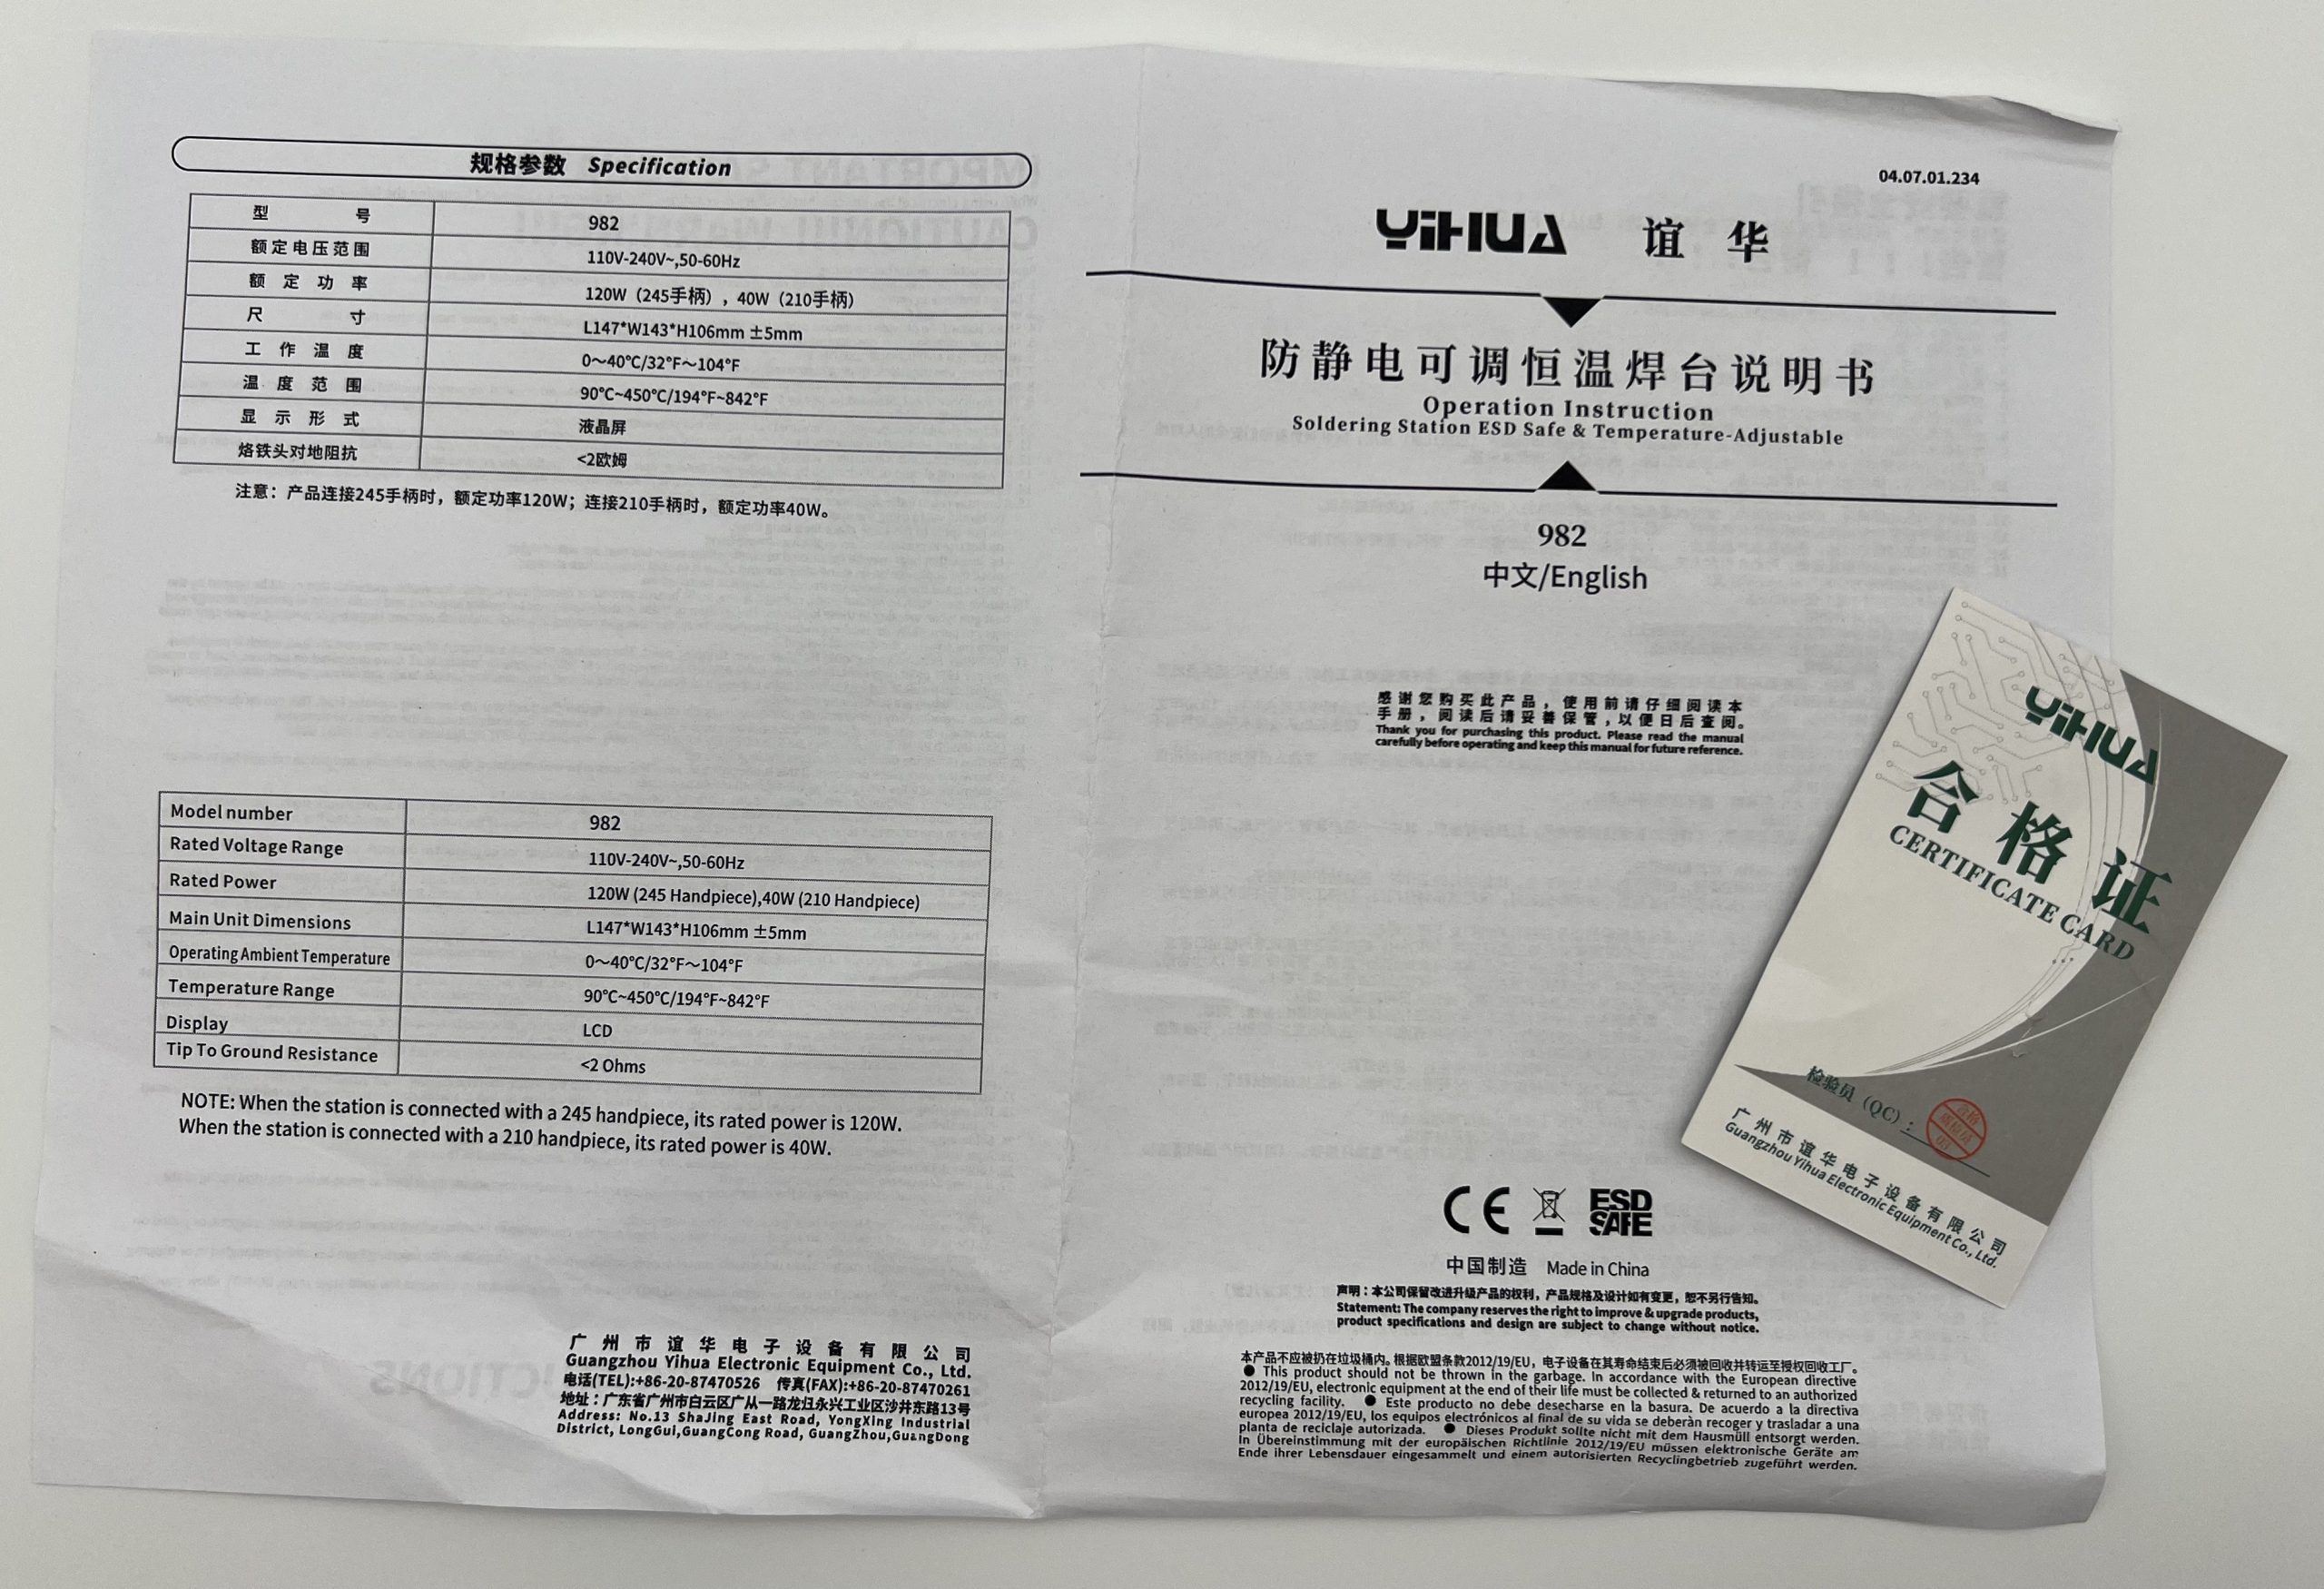 规格参数 Specification
型号 982
额定电压范围 110V-240V~,50-60Hz
额定功率 120W（245手柄）, 40W（210手柄）
尺寸 L147*W143*H106mm ±5mm
工作温度 0～40℃/32℉～104℉
温度范围 90℃~450℃/194℉~842℉
显示形式 液晶屏
烙铁头对地阻抗 <2欧姆
注意：产品连接245手柄时，额定功率120W；连接210手柄时，额定功率40W。
Model number 982
Rated Voltage Range 110V-240V~,50-60Hz
Rated Power 120W (245 Handpiece),40W (210 Handpiece)
Main Unit Dimensions L147*W143*H106mm ±5mm
Operating Ambient Temperature 0～40℃/32℉～104℉
Temperature Range 90℃~450℃/194℉~842℉
Display LCD
Tip To Ground Resistance <2 Ohms
NOTE: When the station is connected with a 245 handpiece, its rated power is 120W.
When the station is connected with a 210 handpiece, its rated power is 40W.
广州市谊华电子设备有限公司
Guangzhou Yihua Electronic Equipment Co., Ltd.
电话(TEL):+86-20-87470526 传真(FAX):+86-20-87470261
地址：广东省广州市白云区广从一路龙归永兴工业区沙井东路13号
Address: No.13 ShaJing East Road, YongXing Industrial
District, LongGui,GuangCong Road, GuangZhou,GuangDong
04.07.01.234
YiHUA 谊华
防静电可调恒温焊台说明书
Operation Instruction
Soldering Station ESD Safe & Temperature-Adjustable
982
中文/English
感谢您购买此产品，使用前请仔细阅读本
手册，阅读后请妥善保管，以便日后查阅。
Thank you for purchasing this product. Please read the manual
carefully before operating and keep this manual for future reference.
CE ESD
SAFE
中国制造 Made in China
声明：本公司保留改进升级产品的权利，产品规格及设计如有变更，恕不另行告知。
Statement: The company reserves the right to improve & upgrade products,
product specifications and design are subject to change without notice.
本产品不应被扔在垃圾桶内。根据欧盟条款2012/19/EU，电子设备在其寿命结束后必须被回收并转运至授权回收工厂。
● This product should not be thrown in the garbage. In accordance with the European directive
2012/19/EU, electronic equipment at the end of their life must be collected & returned to an authorized
recycling facility. ● Este producto no debe desecharse en la basura. De acuerdo a la directiva
europea 2012/19/EU, los equipos electrónicos al final de su vida se deberàn recoger y trasladar a una
planta de reciclaje autorizada. ● Dieses Produkt sollte nicht mit dem Hausmüll entsorgt werden.
In Übereinstimmung mit der europäischen Richtlinie 2012/19/EU müssen elektronische Geräte am
Ende ihrer Lebensdauer eingesammelt und einem autorisierten Recyclingbetrieb zugeführt werden.
YiHUA
合格证
CERTIFICATE CARD
检验员（QC）：
合格
广州市谊华电子设备有限公司
Guangzhou Yihua Electronic Equipment Co., Ltd.